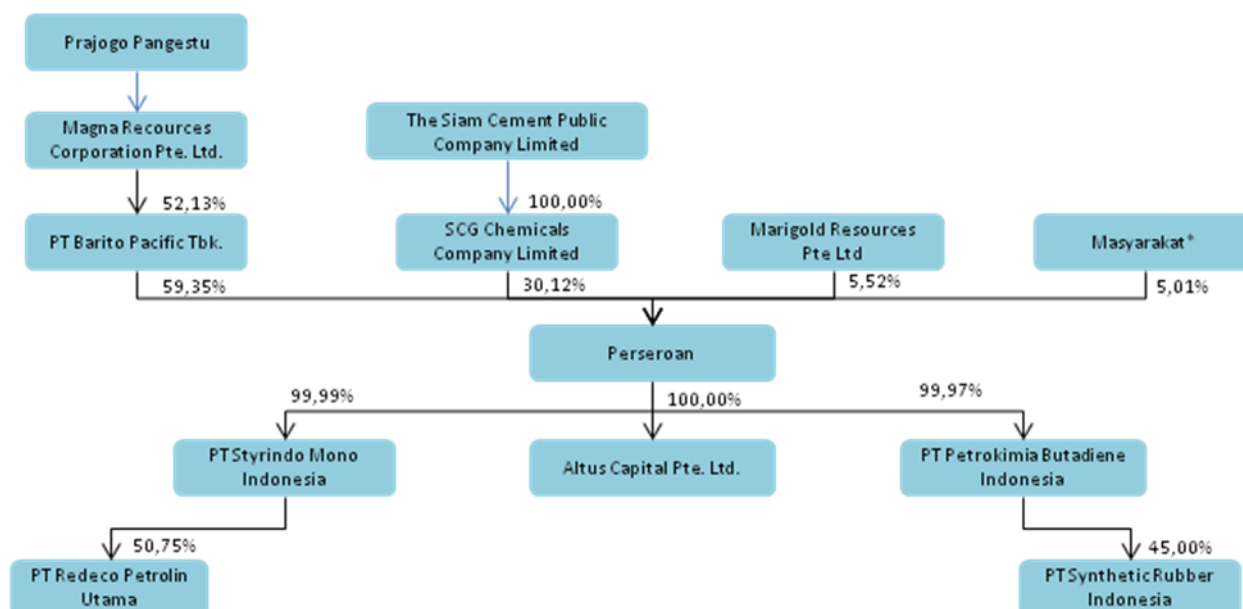 Prajogo Pangestu
Magna Recources
Corporation Pte. Ltd.
The Siam Cement Public
Company Limited
52,13%
100,00%
PT Barito Pacific Tbk.
SCG Chemicals
Company Limited
Marigold Resources
Pte Ltd
Masyarakat*
59,35%
30,12%
5,52%
5,01%
Perseroan
99,99%
100,00%
99,97%
PT Styrindo Mono
Indonesia
Altus Capital Pte. Ltd.
PT Petrokimia Butadiene
Indonesia
50,75%
45,00%
PT Redeco Petrolin
Utama
PT Synthetic Rubber
Indonesia